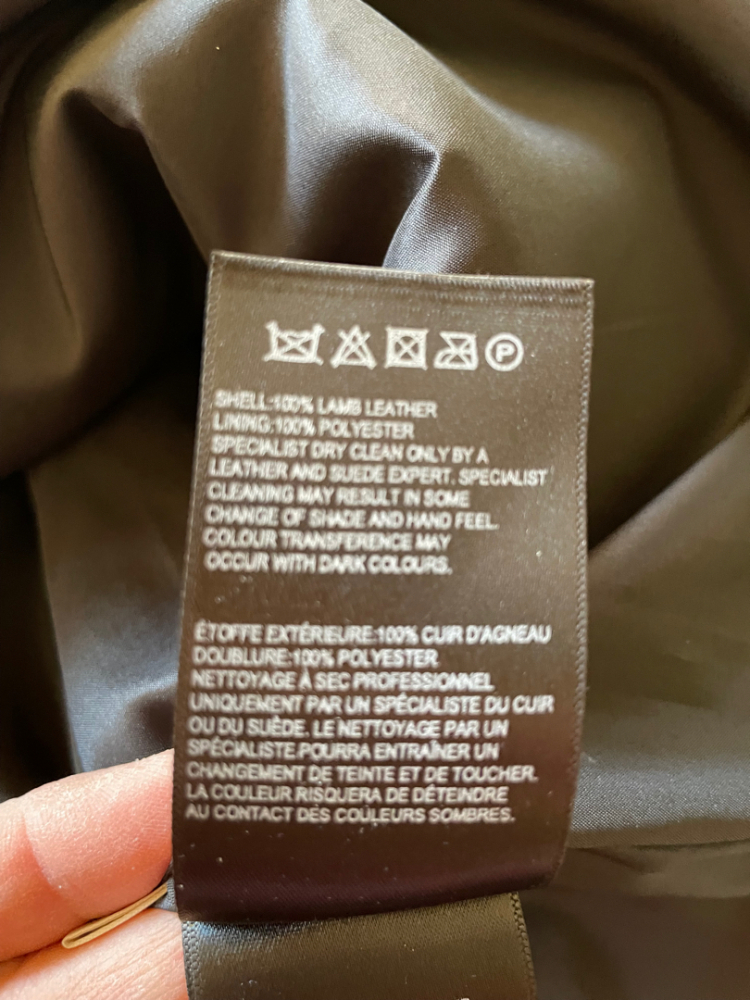 P
SHELL:100% LAMB LEATHER
LINING:100% POLYESTER
SPECIALIST DRY CLEAN ONLY BY A
LEATHER AND SUEDE EXPERT. SPECIALIST
CLEANING MAY RESULT IN SOME
CHANGE OF SHADE AND HAND FEEL.
COLOUR TRANSFERENCE MAY
OCCUR WITH DARK COLOURS.
ÉTOFFE EXTÉRIEURE:100% CUIR D'AGNEAU
DOUBLURE:100% POLYESTER
NETTOYAGE À SEC PROFESSIONNEL
UNIQUEMENT PAR UN SPÉCIALISTE DU CUIR
OU DU SUÈDE. LE NETTOYAGE PAR UN
SPÉCIALISTE POURRA ENTRAÎNER UN
CHANGEMENT DE TEINTE ET DE TOUCHER.
LA COULEUR RISQUERA DE DÉTEINDRE
AU CONTACT DES COULEURS SOMBRES.